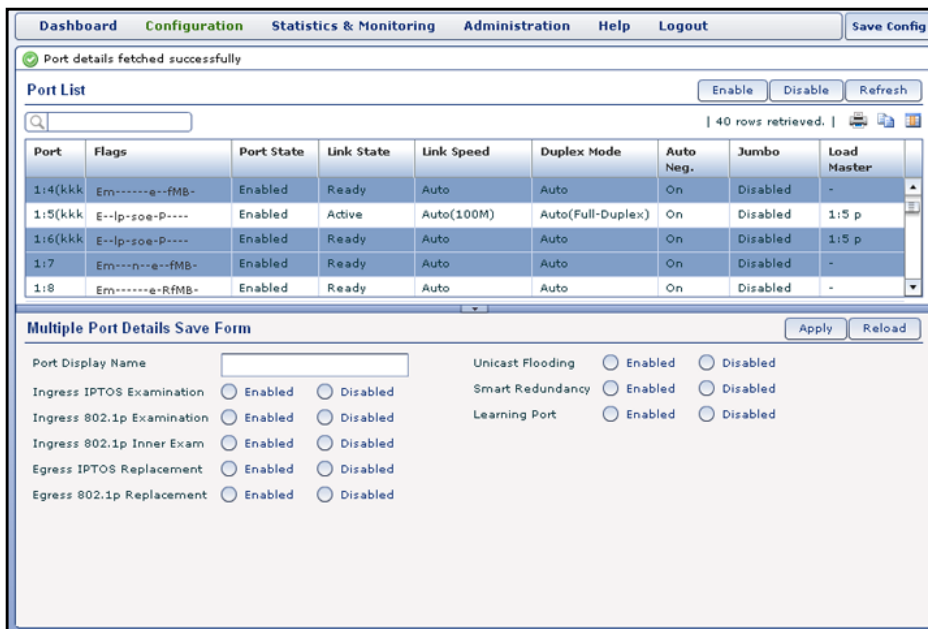 Dashboard Configuration Statistics & Monitoring Administration Help Logout Save Config
Port details fetched successfully
Port List Enable Disable Refresh
| 40 rows retrieved. |
Port Flags Port State Link State Link Speed Duplex Mode Auto Neg. Jumbo Load Master
1:4(kkk Em------e--fMB- Enabled Ready Auto Auto On Disabled -
1:5(kkk E--lp-soe-P---- Enabled Active Auto(100M) Auto(Full-Duplex) On Disabled 1:5 p
1:6(kkk E--lp-soe-P---- Enabled Ready Auto Auto On Disabled 1:5 p
1:7 Em---n--e--fMB- Enabled Ready Auto Auto On Disabled -
1:8 Em------e-RfMB- Enabled Ready Auto Auto On Disabled -
Multiple Port Details Save Form Apply Reload
Port Display Name Unicast Flooding Enabled Disabled
Ingress IPTOS Examination Enabled Disabled Smart Redundancy Enabled Disabled
Ingress 802.1p Examination Enabled Disabled Learning Port Enabled Disabled
Ingress 802.1p Inner Exam Enabled Disabled
Egress IPTOS Replacement Enabled Disabled
Egress 802.1p Replacement Enabled Disabled